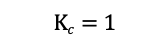 K𝑐 = 1